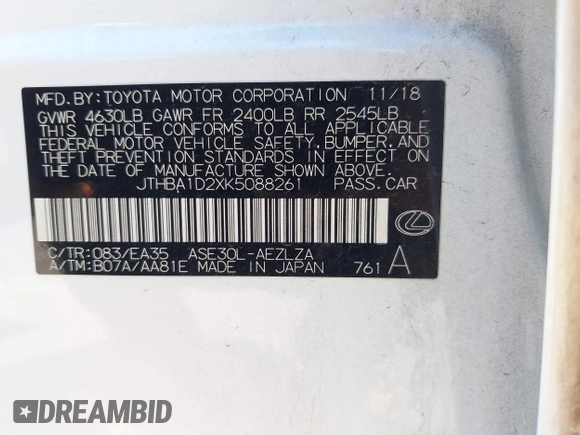 MFD.BY:TOYOTA MOTOR CORPORATION 11/18
GVWR 4630LB GAWR FR 2400LB RR 2545LB
THIS VEHICLE CONFORMS TO ALL APPLICABLE
FEDERAL MOTOR VEHICLE SAFETY, BUMPER, AND
THEFT PREVENTION STANDARDS IN EFFECT ON
THE DATE OF MANUFACTURE SHOWN ABOVE.
JTHBA1D2XK5088261 PASS.CAR
C/TR:083/EA35 ASE30L-AEZLZA
A/TM:B07A/AA81E MADE IN JAPAN 761 A
DREAMBID